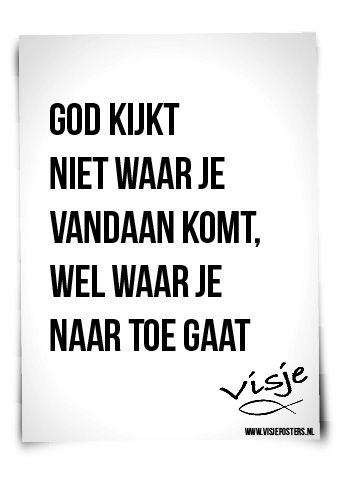 GOD KIJKT
NIET WAAR JE
VANDAAN KOMT,
WEL WAAR JE
NAAR TOE GAAT
visje
WWW.VISJEPOSTERS.NL